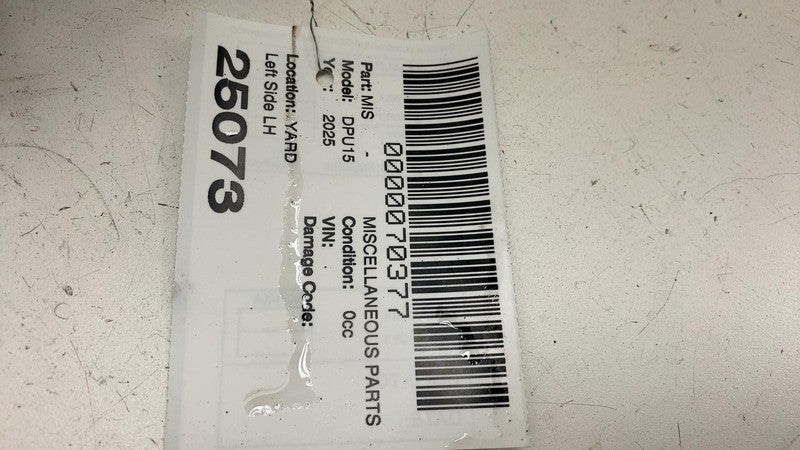 0000070377
Part: MIS - MISCELLANEOUS PARTS
Model: DPU15 Condition: 0cc
2025 VIN:
Damage Code:
Location: YARD
Left Side LH
25073